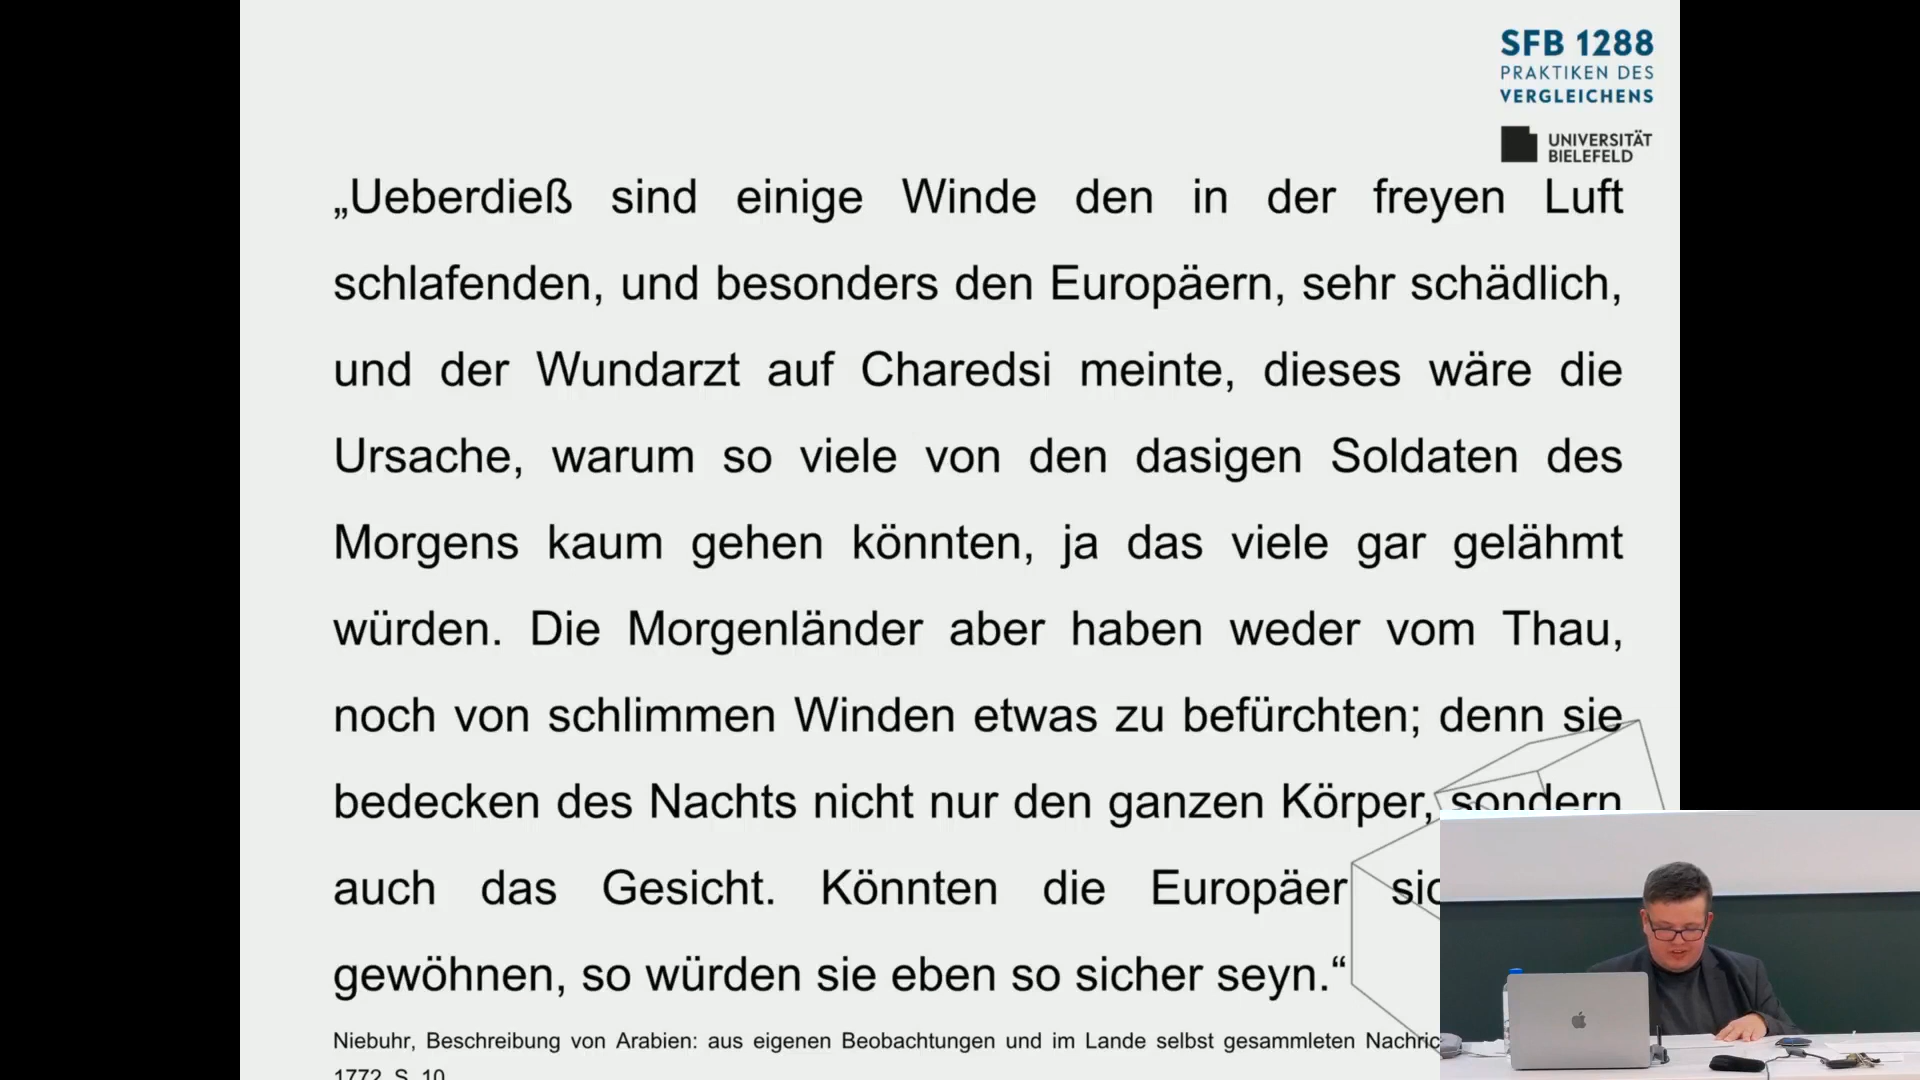 SFB 1288
PRAKTIKEN DES
VERGLEICHENS
UNIVERSITÄT
BIELEFELD
„Ueberdieß sind einige Winde den in der freyen Luft
schlafenden, und besonders den Europäern, sehr schädlich,
und der Wundarzt auf Charedsi meinte, dieses wäre die
Ursache, warum so viele von den dasigen Soldaten des
Morgens kaum gehen könnten, ja das viele gar gelähmt
würden. Die Morgenländer aber haben weder vom Thau,
noch von schlimmen Winden etwas zu befürchten; denn sie
bedecken des Nachts nicht nur den ganzen Körper, sondern
auch das Gesicht. Könnten die Europäer
gewöhnen, so würden sie eben so sicher seyn.“
Niebuhr, Beschreibung von Arabien: aus eigenen Beobachtungen und im Lande selbst gesammleten
1772, S. 10